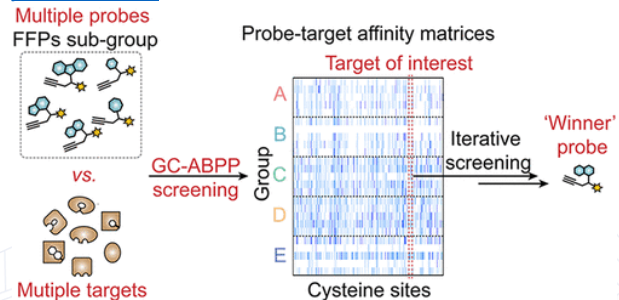 Multiple probes
FFPs sub-group
vs.
Mutiple targets
GC-ABPP
screening
Probe-target affinity matrices
Target of interest
Group
A
B
C
D
E
Cysteine sites
Iterative
screening
‘Winner’
probe